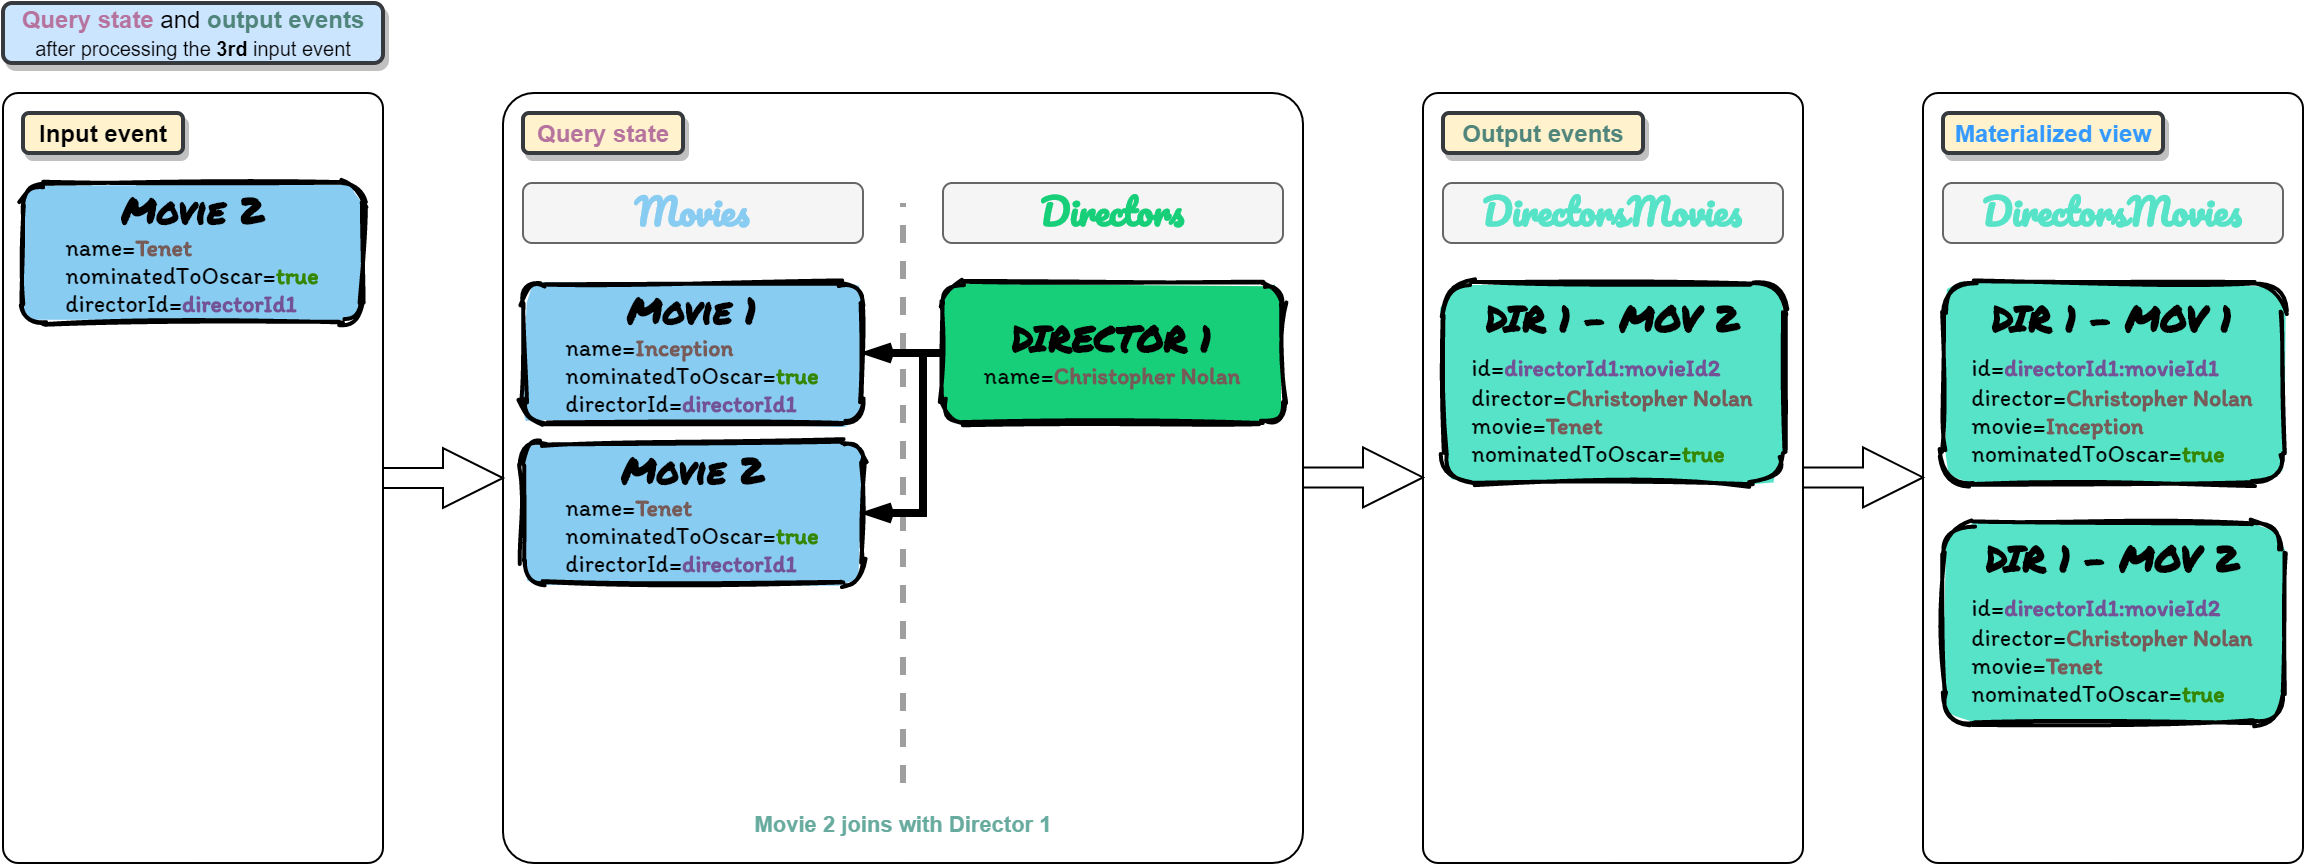 Query state and output events
after processing the 3rd input event
Input event
MOVIE 2
name=Tenet
nominatedToOscar=true
directorId=directorId1
Query state
Movies
Directors
MOVIE 1
name=Inception
nominatedToOscar=true
directorId=directorId1
DIRECTOR 1
name=Christopher Nolan
MOVIE 2
name=Tenet
nominatedToOscar=true
directorId=directorId1
Movie 2 joins with Director 1
Output events
DirectorsMovies
DIR 1 - MOV 2
id=directorId1:movieId2
director=Christopher Nolan
movie=Tenet
nominatedToOscar=true
Materialized view
DirectorsMovies
DIR 1 - MOV 1
id=directorId1:movieId1
director=Christopher Nolan
movie=Inception
nominatedToOscar=true
DIR 1 - MOV 2
id=directorId1:movieId2
director=Christopher Nolan
movie=Tenet
nominatedToOscar=true